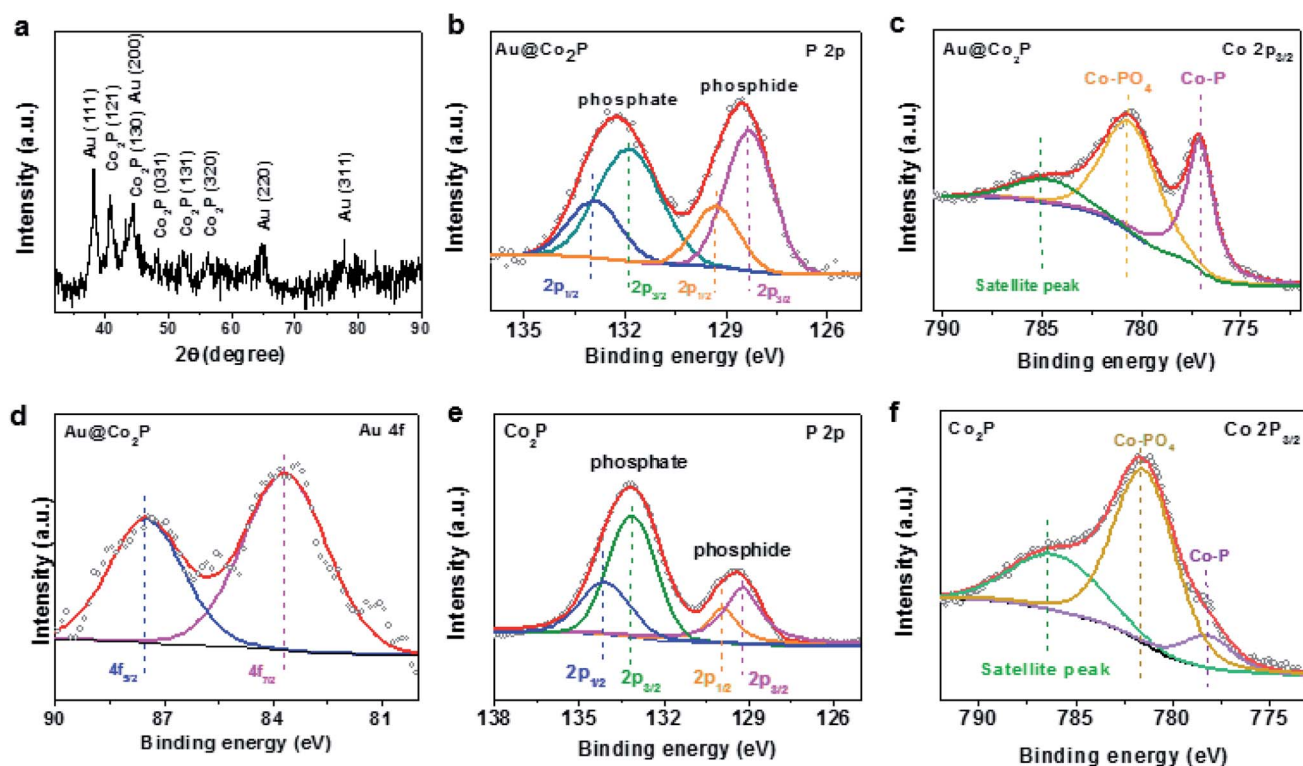 a
Intensity (a.u.)
Au (111)
Co2P (121)
Co2P (130) Au (200)
Co2P (031)
Co2P (131)
Co2P (320)
Au (220)
Au (311)
40 50 60 70 80 90
2θ (degree)
b
Au@Co2P P 2p
phosphate phosphide
Intensity (a.u.)
2p1/2 2p3/2 2p1/2 2p3/2
135 132 129 126
Binding energy (eV)
c
Au@Co2P Co 2p3/2
Co-PO4 Co-P
Intensity (a.u.)
Satellite peak
790 785 780 775
Binding energy (eV)
d
Au@Co2P Au 4f
Intensity (a.u.)
4f5/2 4f7/2
90 87 84 81
Binding energy (eV)
e
Co2P P 2p
phosphate
phosphide
Intensity (a.u.)
2p1/2 2p3/2 2p1/2 2p3/2
138 135 132 129 126
Binding energy (eV)
f
Co2P Co 2P3/2
Co-PO4
Co-P
Intensity (a.u.)
Satellite peak
790 785 780 775
Binding energy (eV)